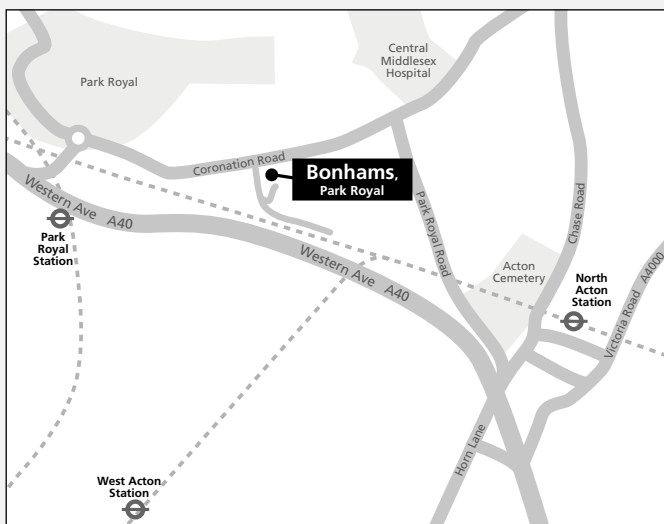 Central
Middlesex
Hospital
Park Royal
Coronation Road
Bonhams,
Park Royal
Western Ave A40
Park Royal Road
Chase Road
Park
Royal
Station
Western Ave A40
Acton
Cemetery
North
Acton
Station
Victoria Road A4000
Horn Lane
West Acton
Station